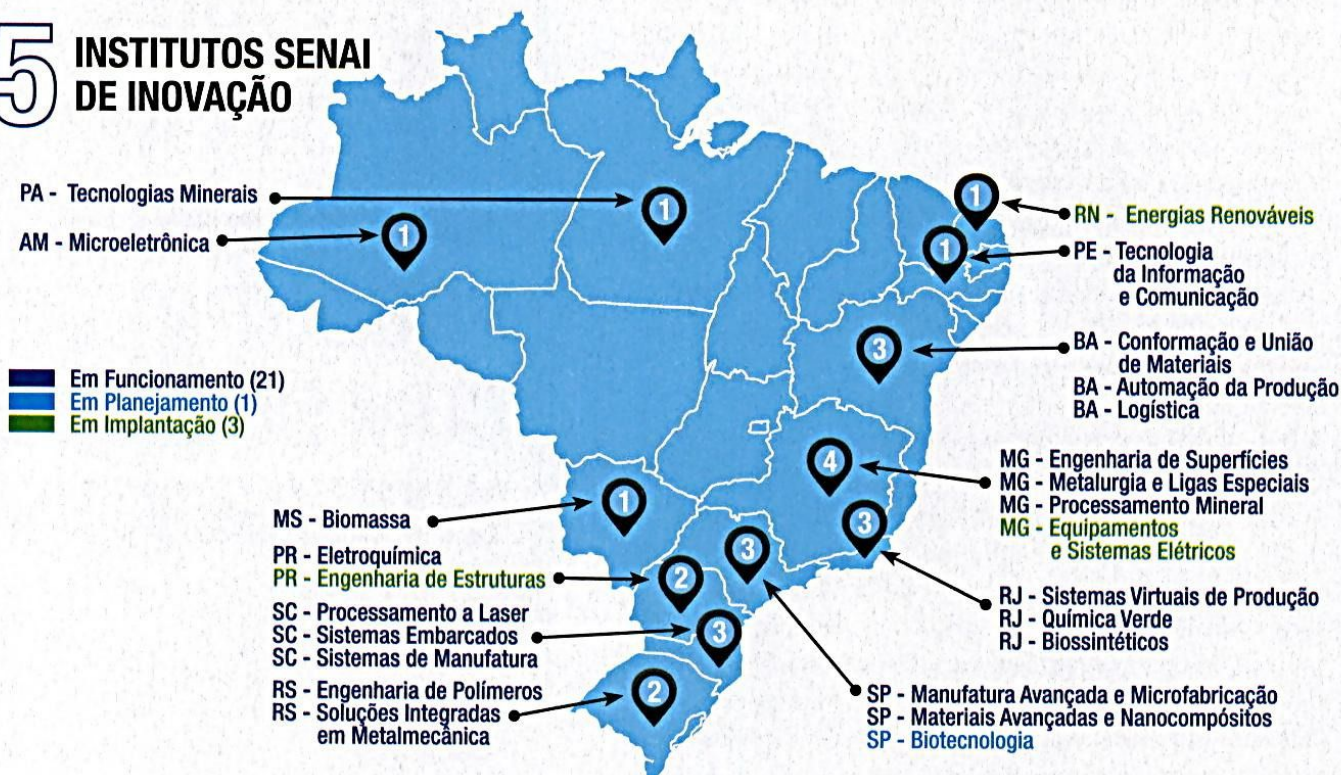 5
INSTITUTOS SENAI
DE INOVAÇÃO
PA - Tecnologias Minerais
AM - Microeletrônica
1
1
1
1
RN - Energias Renováveis
PE - Tecnologia
da Informação
e Comunicação
3
BA - Conformação e União
de Materiais
BA - Automação da Produção
BA - Logística
Em Funcionamento (21)
Em Planejamento (1)
Em Implantação (3)
4
MG - Engenharia de Superfícies
MG - Metalurgia e Ligas Especiais
MG - Processamento Mineral
MG - Equipamentos
e Sistemas Elétricos
MS - Biomassa
1
3
PR - Eletroquímica
PR - Engenharia de Estruturas
2
3
RJ - Sistemas Virtuais de Produção
RJ - Química Verde
RJ - Biossintéticos
SC - Processamento a Laser
SC - Sistemas Embarcados
SC - Sistemas de Manufatura
3
RS - Engenharia de Polímeros
RS - Soluções Integradas
em Metalmecânica
2
SP - Manufatura Avançada e Microfabricação
SP - Materiais Avançadas e Nanocompósitos
SP - Biotecnologia